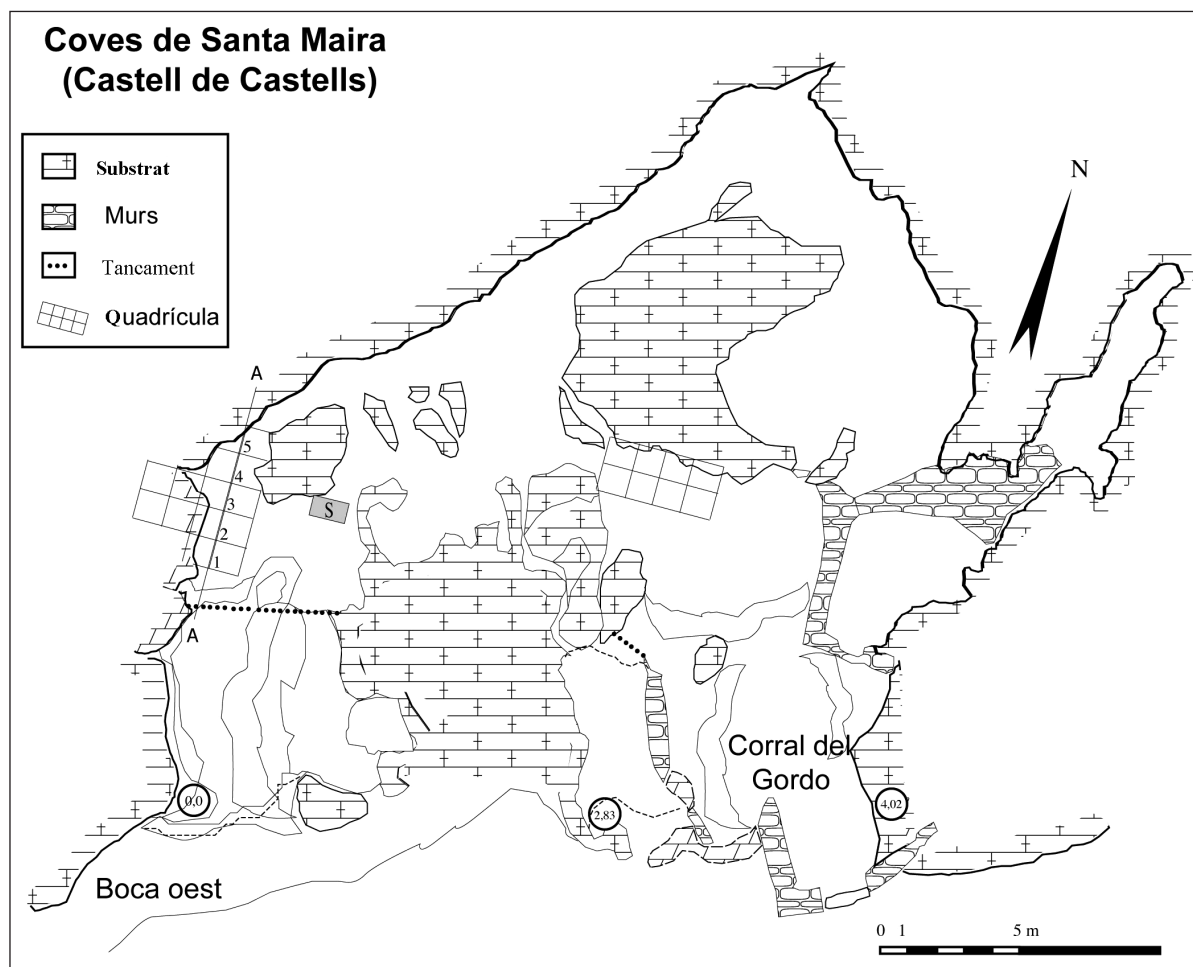 Coves de Santa Maira
(Castell de Castells)
Substrat
Murs
Tancament
Quadrícula
N
A
5
4
3
2
1
S
A
0,0
2,83
4,02
Corral del
Gordo
Boca oest
0 1 5 m